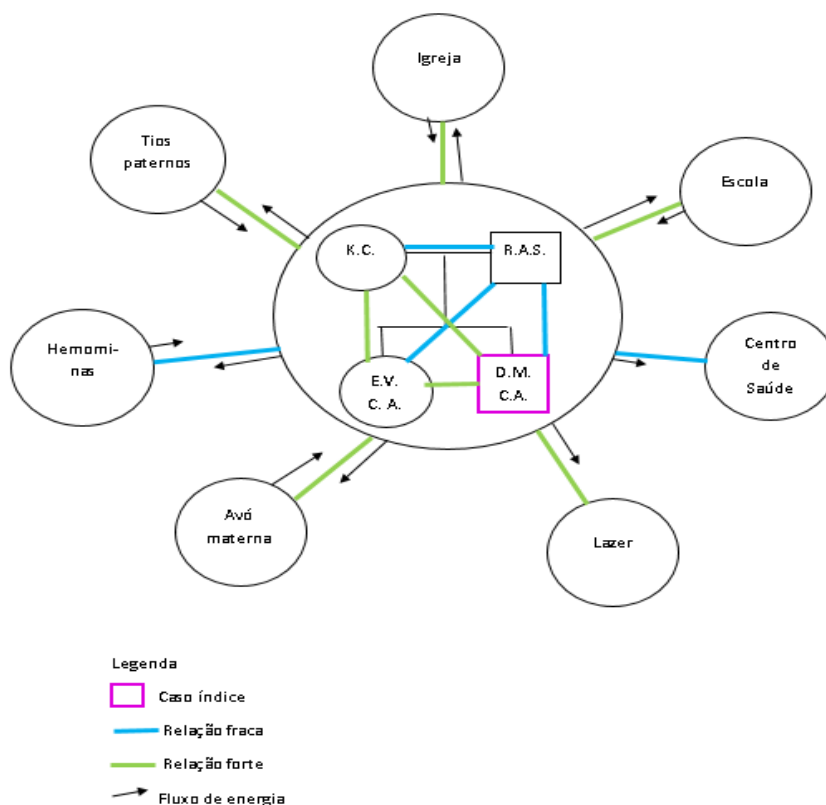 Igreja
Tios
paternos
Escola
K.C.
R.A.S.
Hemomi-
nas
Centro
de
Saúde
E.V.
C. A.
D.M.
C.A.
Avó
materna
Lazer
Legenda
Caso índice
Relação fraca
Relação forte
Fluxo de energia